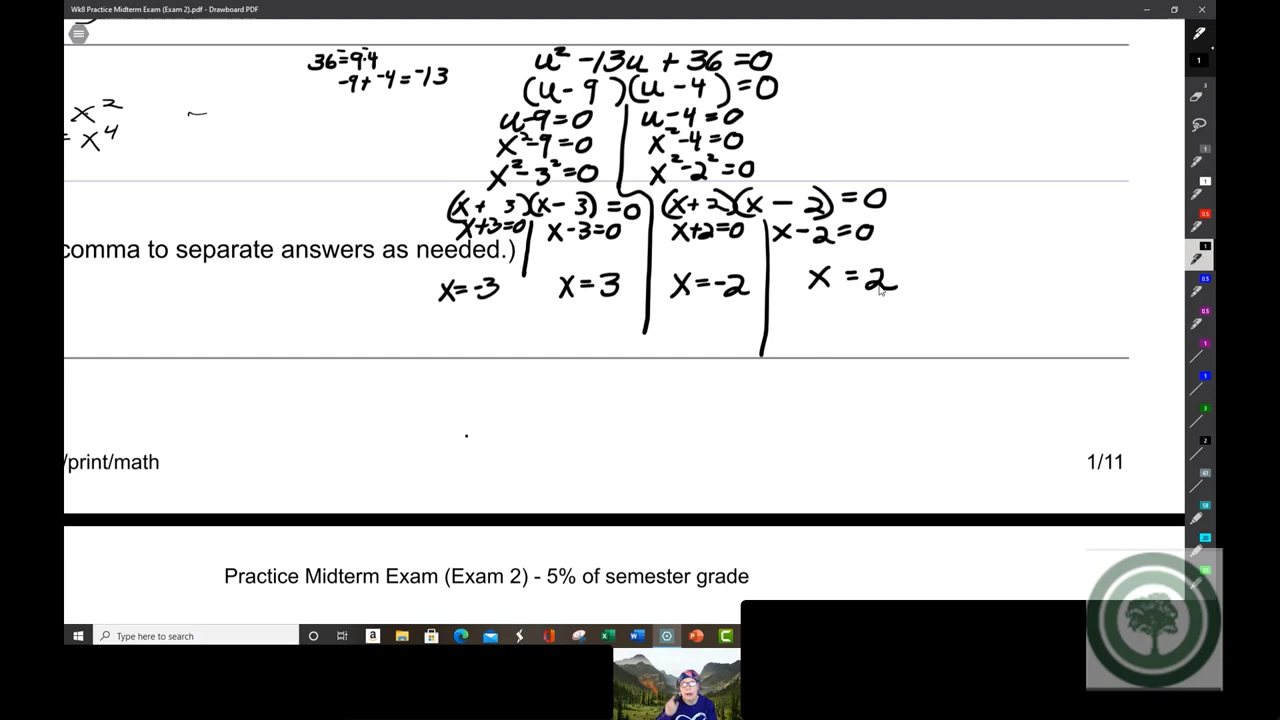 Wk8 Practice Midterm Exam (Exam 2).pdf - Drawboard PDF
36 = 9·4
-9 + -4 = -13
x²
= x⁴
u² - 13u + 36 = 0
(u - 9)(u - 4) = 0
u - 9 = 0 u - 4 = 0
x² - 9 = 0 x² - 4 = 0
x² - 3² = 0 x² - 2² = 0
(x + 3)(x - 3) = 0 (x + 2)(x - 2) = 0
x + 3 = 0 x - 3 = 0 x + 2 = 0 x - 2 = 0
comma to separate answers as needed.)
x = -3 x = 3 x = -2 x = 2
/print/math 1/11
Practice Midterm Exam (Exam 2) - 5% of semester grade
Type here to search